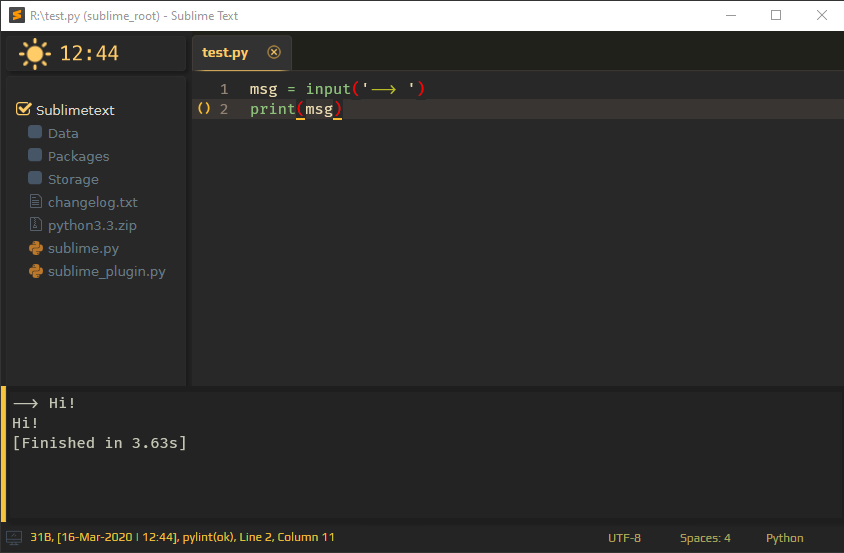 R:\test.py (sublime_root) - Sublime Text
12:44
test.py
Sublimetext
Data
Packages
Storage
changelog.txt
python3.3.zip
sublime.py
sublime_plugin.py
1 msg = input('--> ')
() 2 print(msg)
--> Hi!
Hi!
[Finished in 3.63s]
31B, [16-Mar-2020 | 12:44], pylint(ok), Line 2, Column 11
UTF-8
Spaces: 4
Python